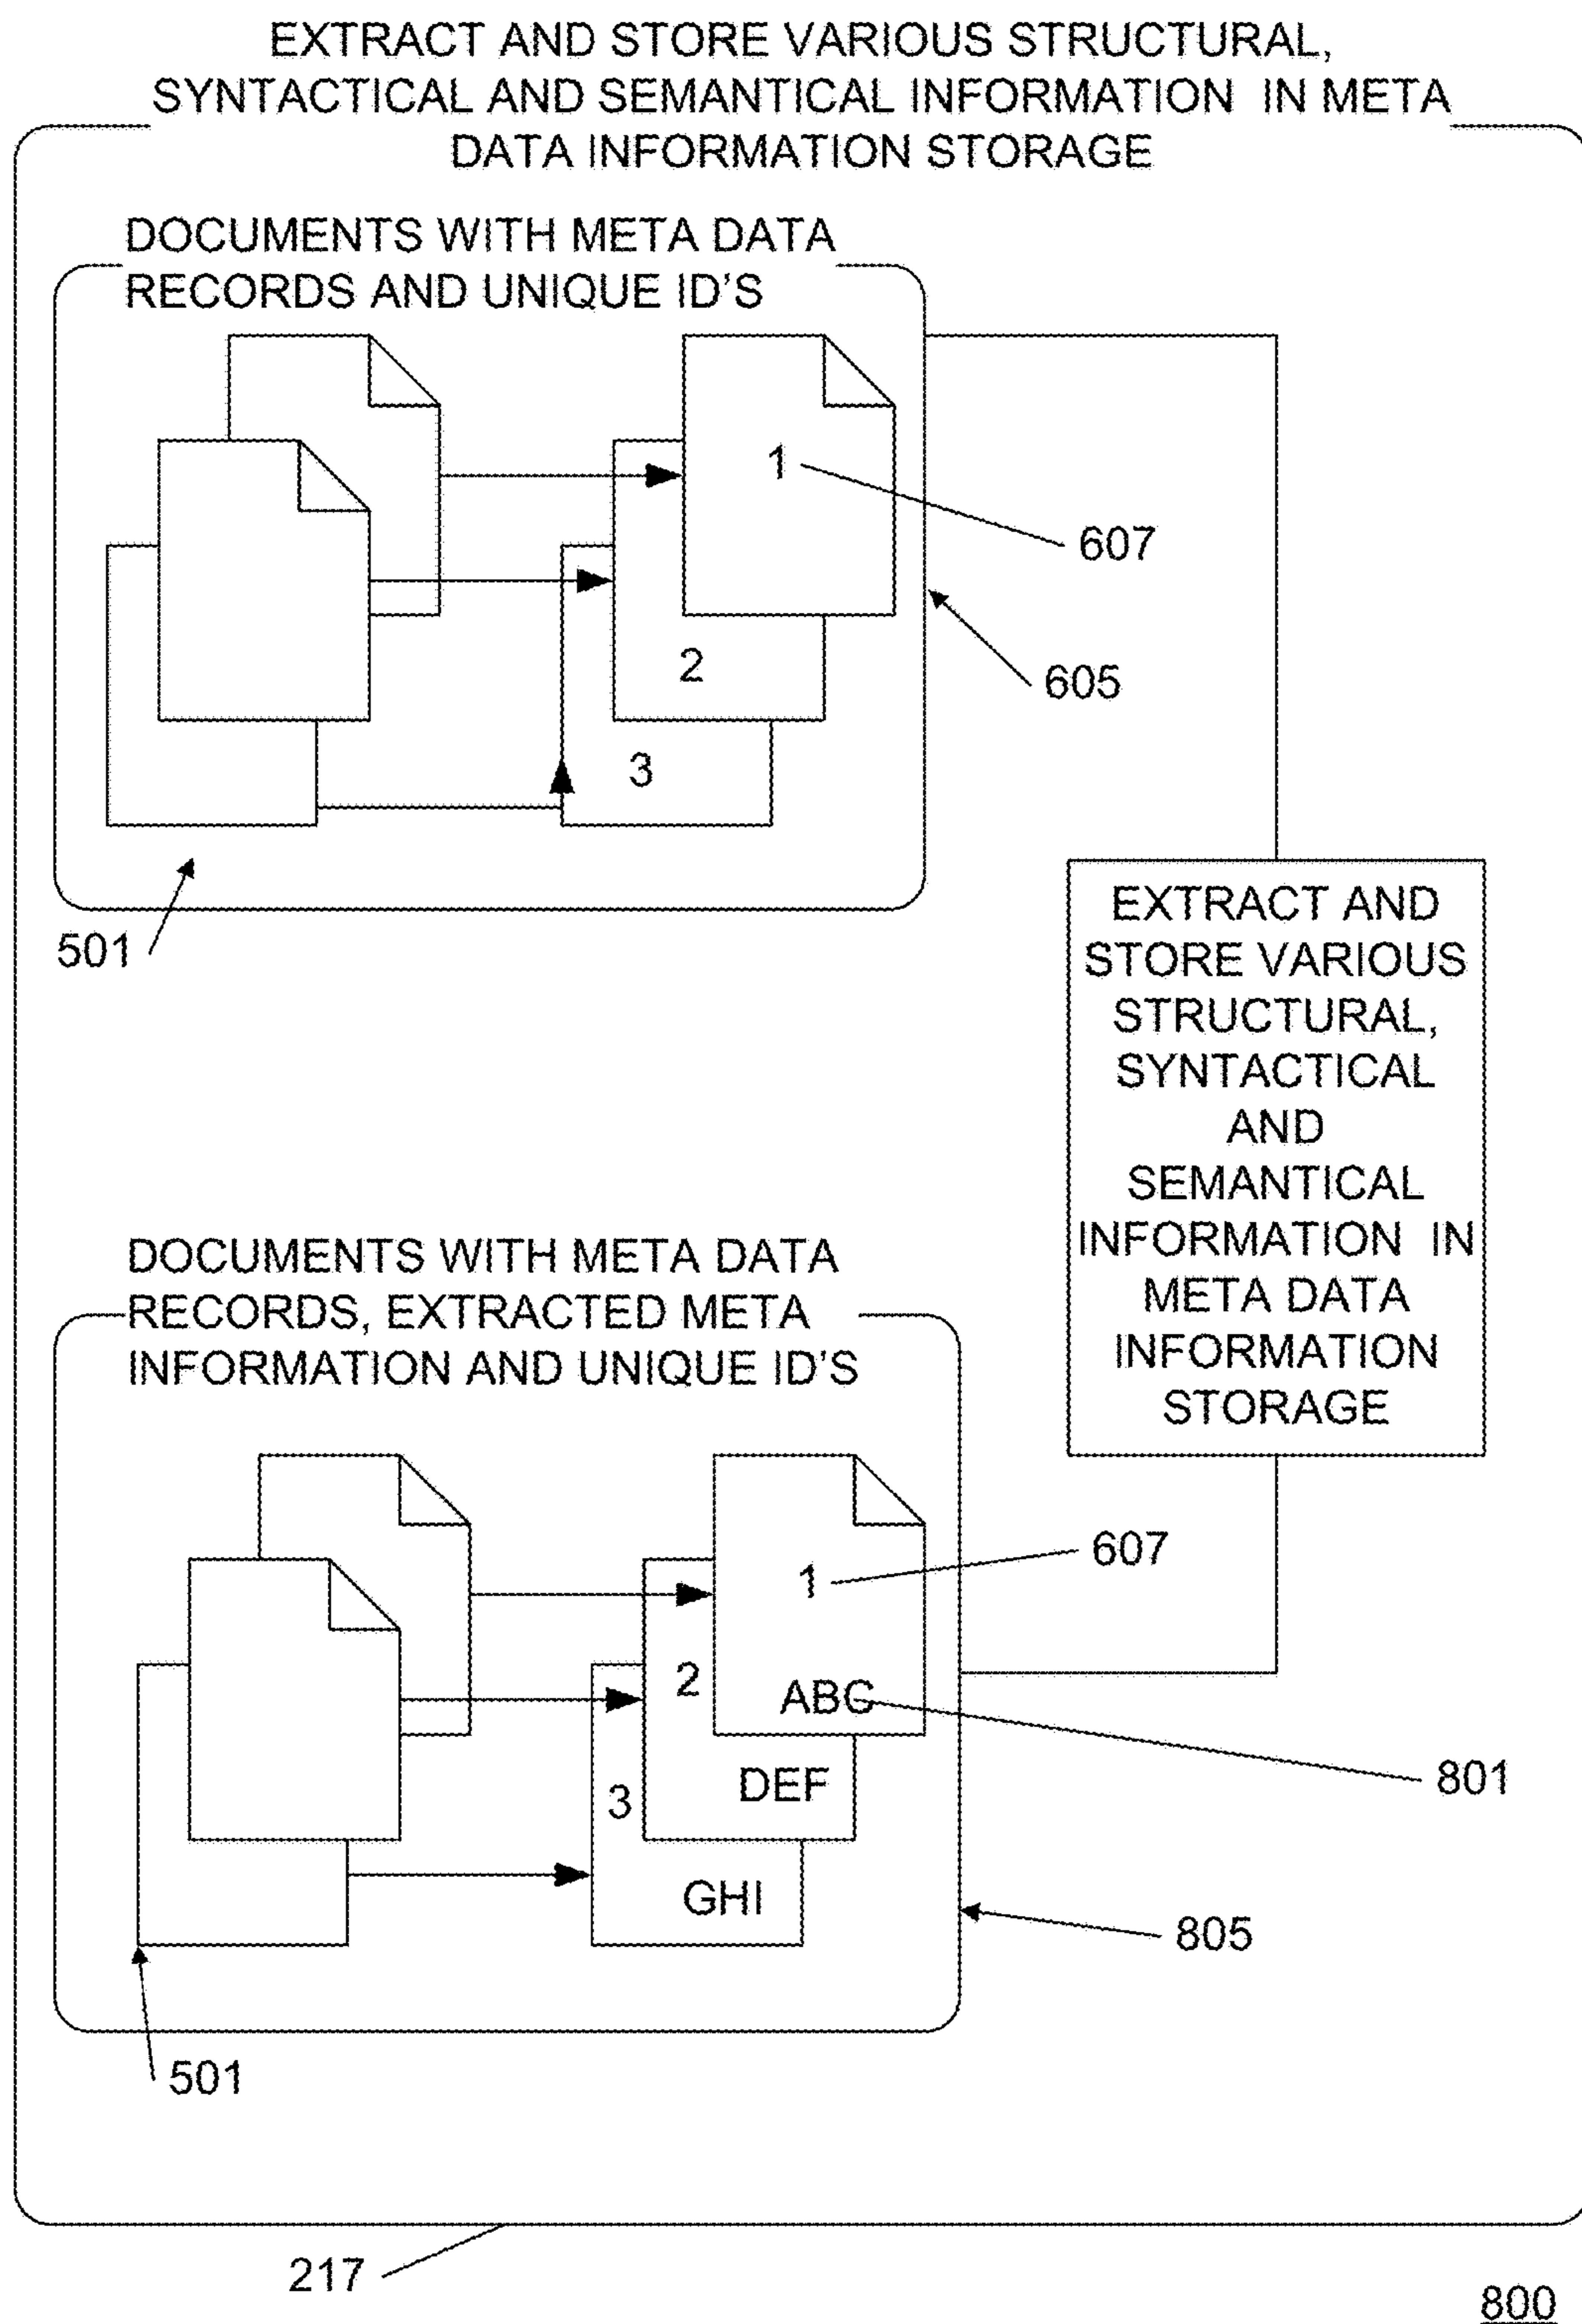 EXTRACT AND STORE VARIOUS STRUCTURAL,
SYNTACTICAL AND SEMANTICAL INFORMATION IN META
DATA INFORMATION STORAGE
DOCUMENTS WITH META DATA
RECORDS AND UNIQUE ID'S
1
607
2
605
3
501
EXTRACT AND
STORE VARIOUS
STRUCTURAL,
SYNTACTICAL
AND
SEMANTICAL
INFORMATION IN
META DATA
INFORMATION
STORAGE
DOCUMENTS WITH META DATA
RECORDS, EXTRACTED META
INFORMATION AND UNIQUE ID'S
607
1
2
ABC
801
DEF
3
GHI
805
501
217
800